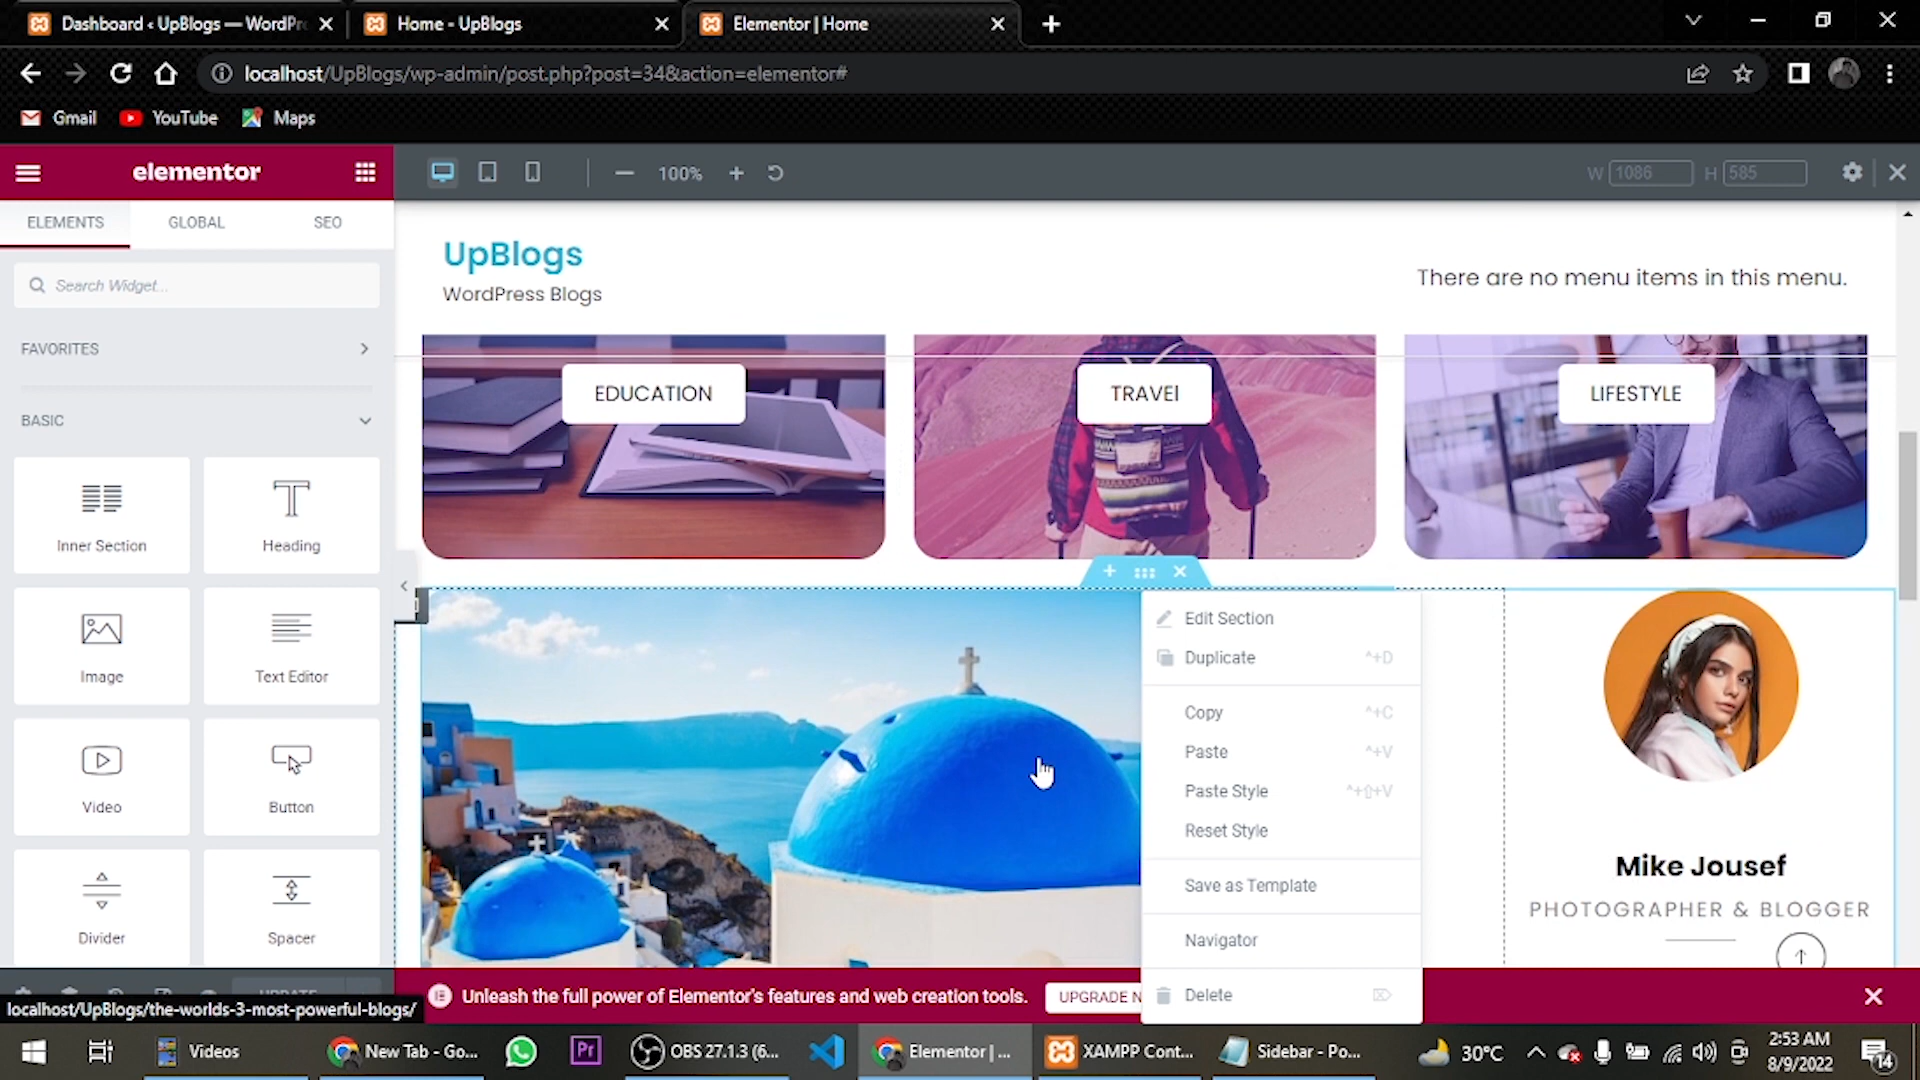 Dashboard ‹ UpBlogs — WordPr
Home - UpBlogs
Elementor | Home
localhost/UpBlogs/wp-admin/post.php?post=34&action=elementor#
Gmail
YouTube
Maps
elementor
100%
W 1086 H 585
ELEMENTS
GLOBAL
SEO
Search Widget...
FAVORITES
BASIC
Inner Section
Heading
Image
Text Editor
Video
Button
Divider
Spacer
UPDATE
UpBlogs
WordPress Blogs
There are no menu items in this menu.
EDUCATION
TRAVEl
LIFESTYLE
Edit Section
Duplicate ^+D
Copy ^+C
Paste ^+V
Paste Style ^+⇧+V
Reset Style
Save as Template
Navigator
Delete
Mike Jousef
PHOTOGRAPHER & BLOGGER
Unleash the full power of Elementor's features and web creation tools.
UPGRADE N
localhost/UpBlogs/the-worlds-3-most-powerful-blogs/
Videos
New Tab - Go...
Pr
OBS 27.1.3 (6...
Elementor | ...
XAMPP Cont...
Sidebar - Po...
30°C
2:53 AM
8/9/2022
14